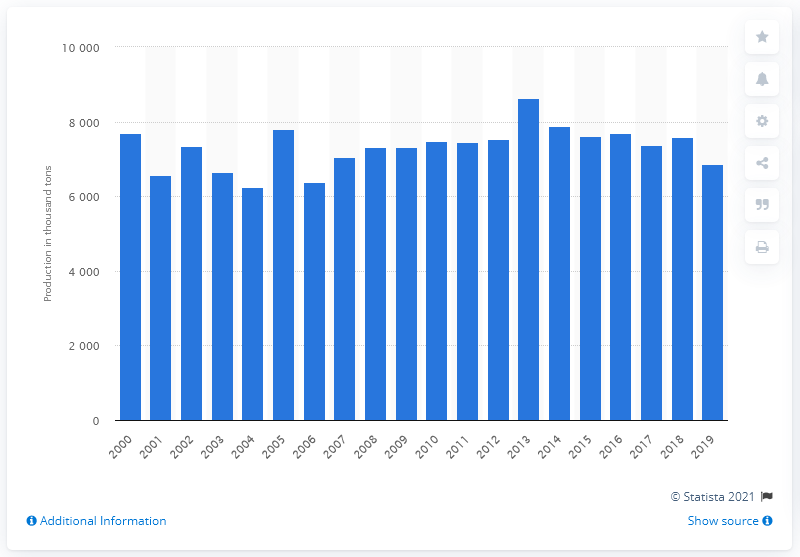 10 000
8 000
6 000
4 000
2 000
0
Production in thousand tons
2000 2001 2002 2003 2004 2005 2006 2007 2008 2009 2010 2011 2012 2013 2014 2015 2016 2017 2018 2019
© Statista 2021
Additional Information
Show source